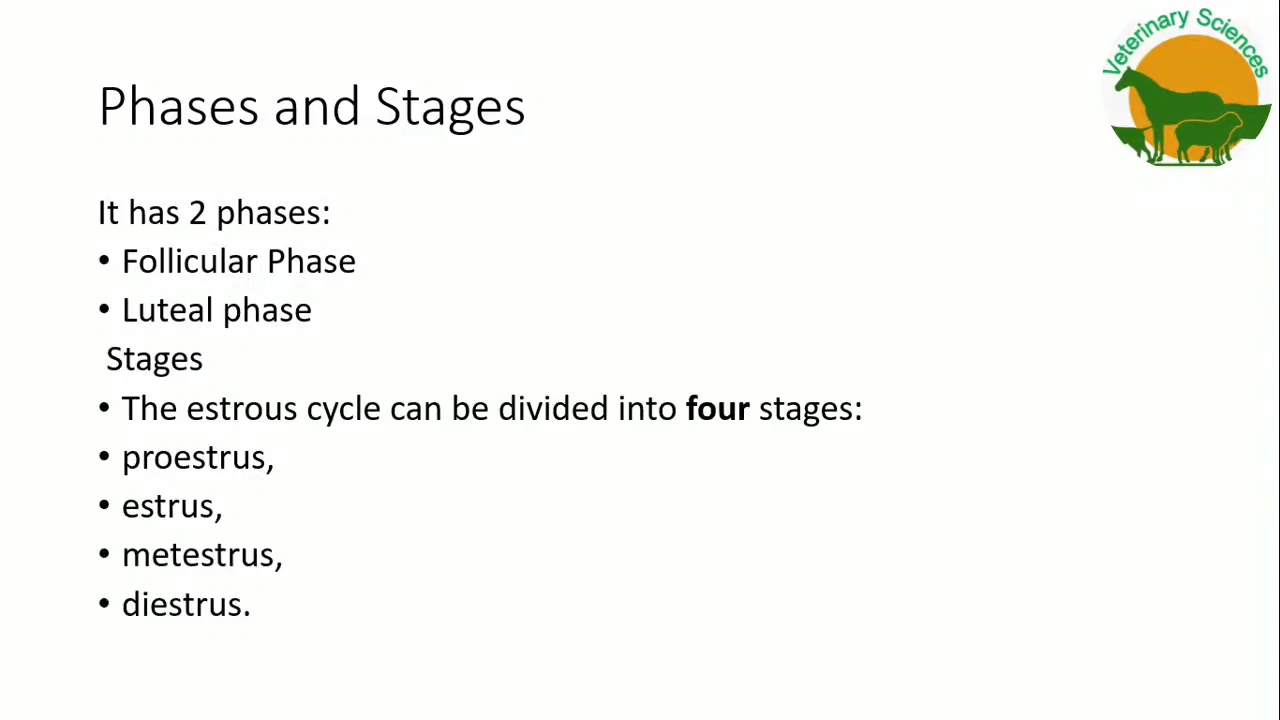 Veterinary Sciences
Phases and Stages
It has 2 phases:
• Follicular Phase
• Luteal phase
Stages
• The estrous cycle can be divided into four stages:
• proestrus,
• estrus,
• metestrus,
• diestrus.